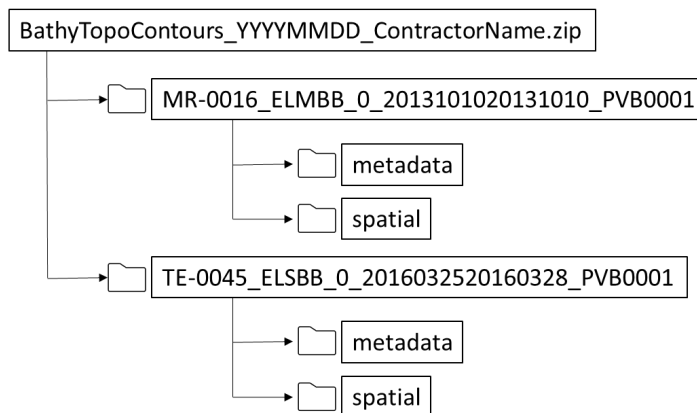 BathyTopoContours_YYYYMMDD_ContractorName.zip
MR-0016_ELMBB_0_2013101020131010_PVB0001
metadata
spatial
TE-0045_ELSBB_0_2016032520160328_PVB0001
metadata
spatial